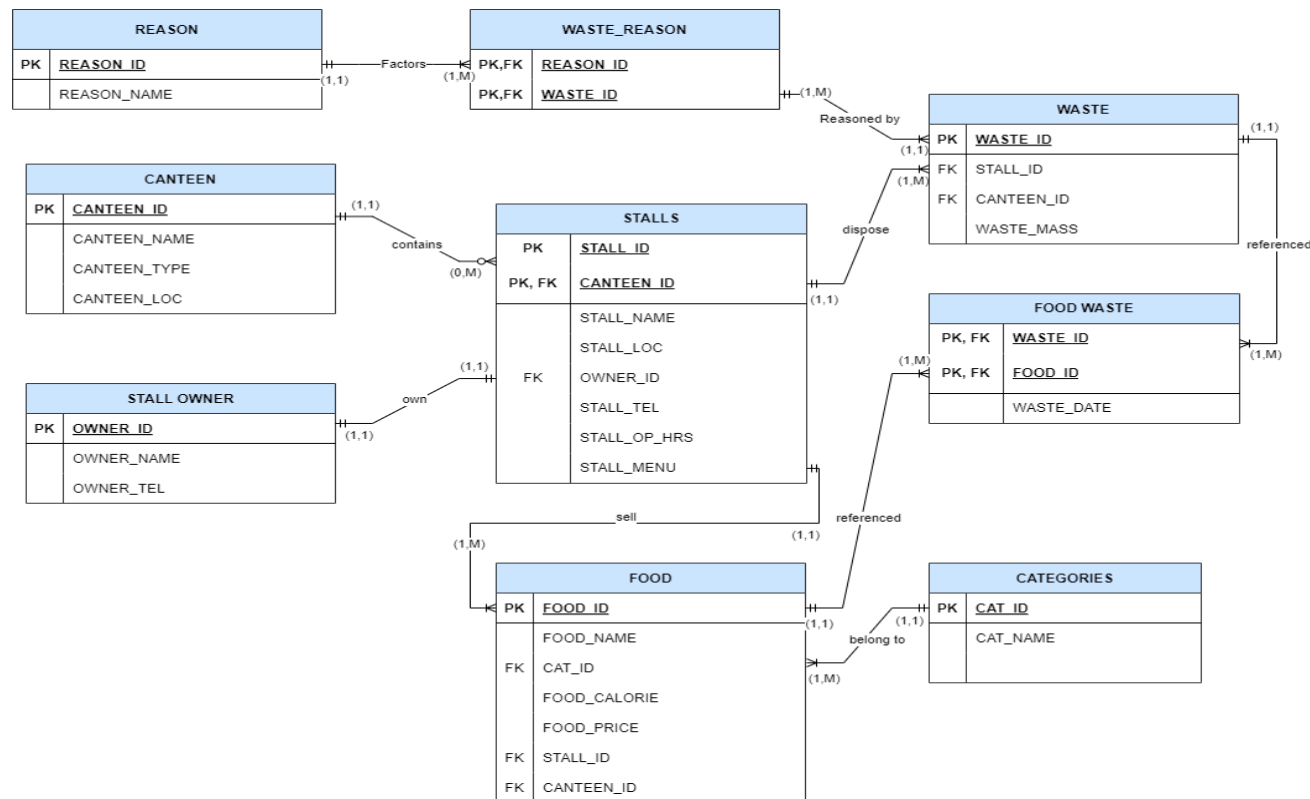 REASON
PK REASON_ID
REASON_NAME
(1,1)
Factors
(1,M)
WASTE_REASON
PK,FK REASON_ID
PK,FK WASTE_ID
(1,M)
Reasoned by
(1,1)
WASTE
PK WASTE_ID
FK STALL_ID
FK CANTEEN_ID
WASTE_MASS
(1,1)
referenced
(1,M)
CANTEEN
PK CANTEEN_ID
CANTEEN_NAME
CANTEEN_TYPE
CANTEEN_LOC
(1,1)
contains
(0,M)
STALLS
PK STALL_ID
PK, FK CANTEEN_ID
STALL_NAME
STALL_LOC
FK OWNER_ID
STALL_TEL
STALL_OP_HRS
STALL_MENU
(1,M)
dispose
(1,1)
FOOD WASTE
PK, FK WASTE_ID
PK, FK FOOD_ID
WASTE_DATE
(1,M)
referenced
(1,1)
STALL OWNER
PK OWNER_ID
OWNER_NAME
OWNER_TEL
(1,1)
own
(1,1)
sell
(1,1)
(1,M)
FOOD
PK FOOD_ID
FOOD_NAME
FK CAT_ID
FOOD_CALORIE
FOOD_PRICE
FK STALL_ID
FK CANTEEN_ID
(1,1)
belong to
(1,M)
CATEGORIES
PK CAT_ID
CAT_NAME